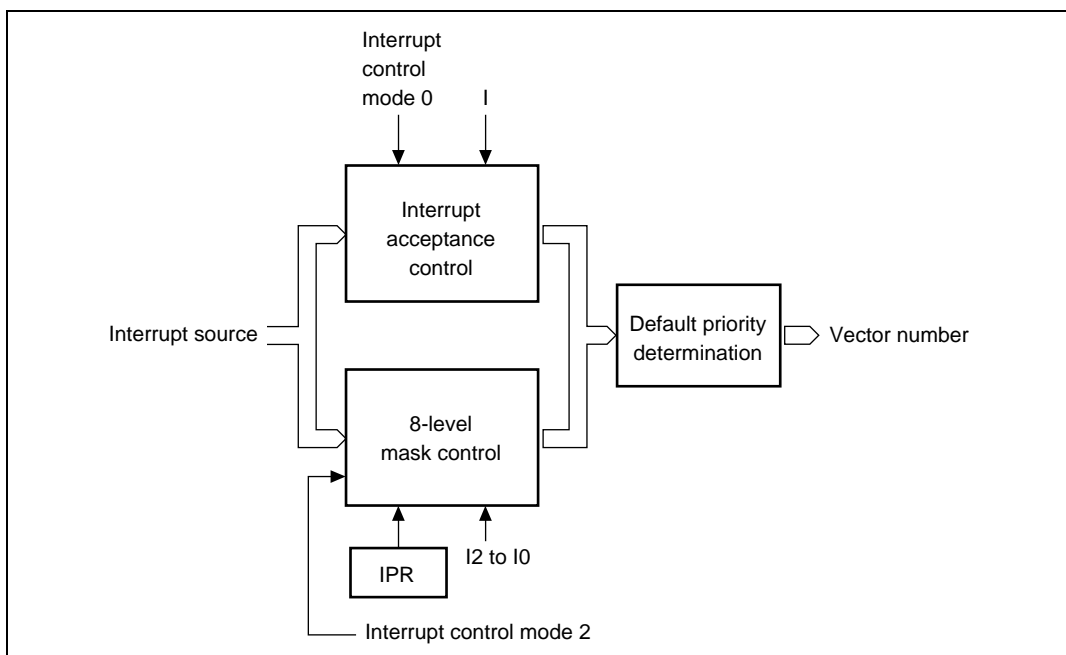 Interrupt
control
mode 0
I
Interrupt
acceptance
control
Interrupt source
Default priority
determination
Vector number
8-level
mask control
IPR
I2 to I0
Interrupt control mode 2